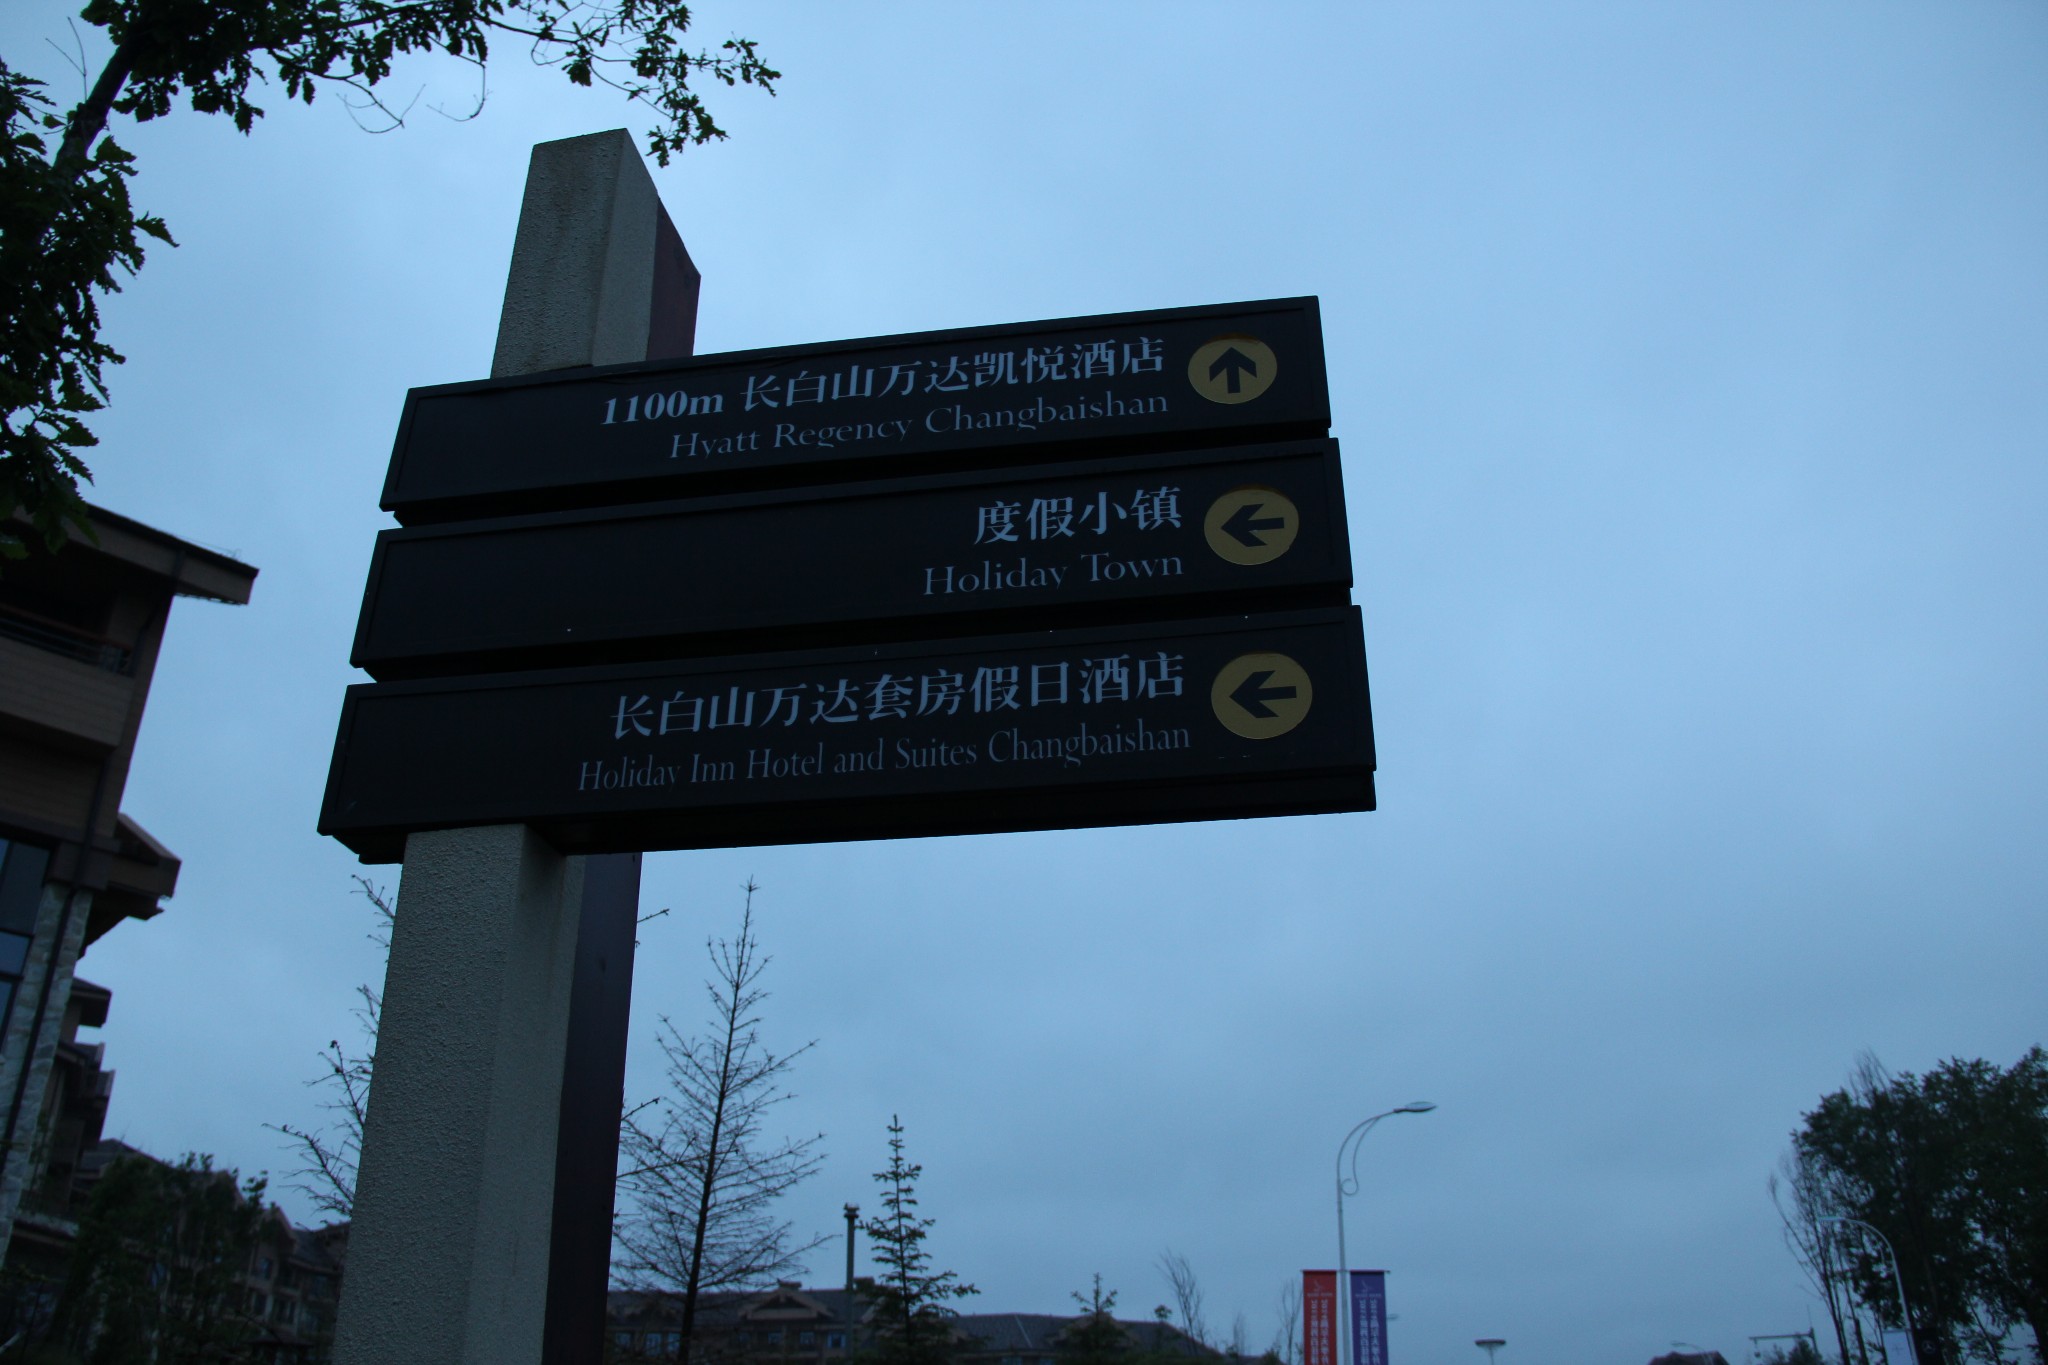 1100m 长白山万达凯悦酒店
Hyatt Regency Changbaishan
度假小镇
Holiday Town
长白山万达套房假日酒店
Holiday Inn Hotel and Suites Changbaishan